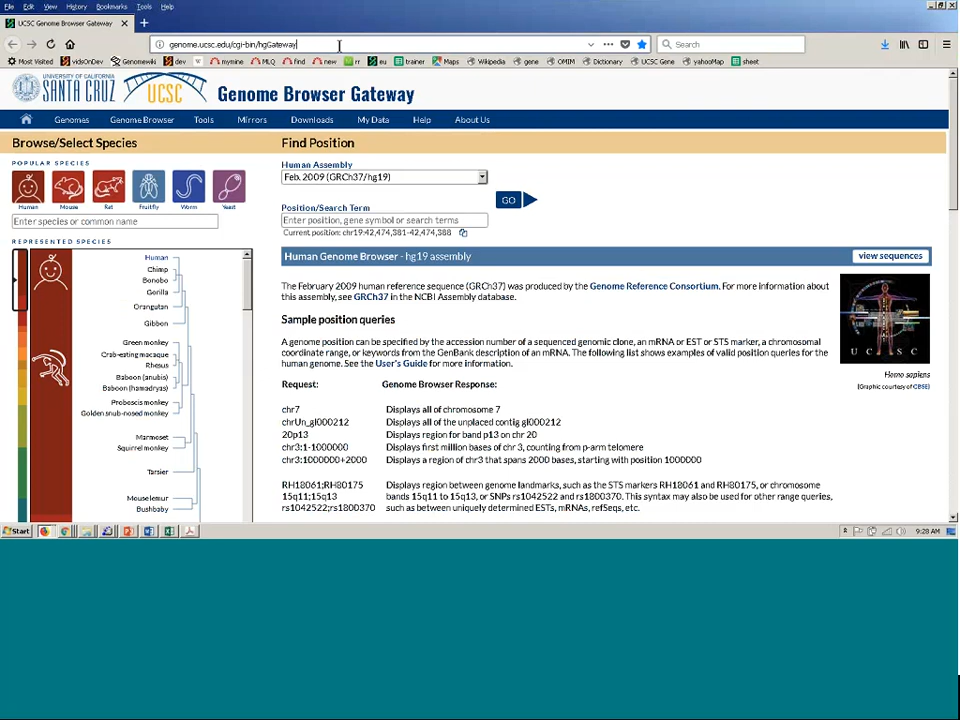 File Edit View History Bookmarks Tools Help
UCSC Genome Browser Gateway
genome.ucsc.edu/cgi-bin/hgGateway
Search
Most Visited vidsOnDev Genomewiki dev mymine MLQ find new rr eu trainer Maps Wikipedia gene OMIM Dictionary UCSC Gene yahooMap sheet
UNIVERSITY OF CALIFORNIA
SANTA CRUZ
UCSC
Genome Browser Gateway
Genomes Genome Browser Tools Mirrors Downloads My Data Help About Us
Browse/Select Species
POPULAR SPECIES
Human Mouse Rat Fruitfly Worm Yeast
Enter species or common name
REPRESENTED SPECIES
Human
Chimp
Bonobo
Gorilla
Orangutan
Gibbon
Green monkey
Crab-eating macaque
Rhesus
Baboon (anubis)
Baboon (hamadryas)
Proboscis monkey
Golden snub-nosed monkey
Marmoset
Squirrel monkey
Tarsier
Mouse lemur
Bushbaby
Find Position
Human Assembly
Feb. 2009 (GRCh37/hg19)
GO
Position/Search Term
Enter position, gene symbol or search terms
Current position: chr19:42,474,381-42,474,388
Human Genome Browser - hg19 assembly
view sequences
The February 2009 human reference sequence (GRCh37) was produced by the Genome Reference Consortium. For more information about
this assembly, see GRCh37 in the NCBI Assembly database.
Sample position queries
A genome position can be specified by the accession number of a sequenced genomic clone, an mRNA or EST or STS marker, a chromosomal
coordinate range, or keywords from the GenBank description of an mRNA. The following list shows examples of valid position queries for the
human genome. See the User's Guide for more information.
UCSC
Homo sapiens
(Graphic courtesy of CBSE)
Request: Genome Browser Response:
chr7 Displays all of chromosome 7
chrUn_gl000212 Displays all of the unplaced contig gl000212
20p13 Displays region for band p13 on chr 20
chr3:1-1000000 Displays first million bases of chr 3, counting from p-arm telomere
chr3:1000000+2000 Displays a region of chr3 that spans 2000 bases, starting with position 1000000
RH18061;RH80175 Displays region between genome landmarks, such as the STS markers RH18061 and RH80175, or chromosome
15q11;15q13 bands 15q11 to 15q13, or SNPs rs1042522 and rs1800370. This syntax may also be used for other range queries,
rs1042522;rs1800370 such as between uniquely determined ESTs, mRNAs, refSeqs, etc.
Start
9:28 AM